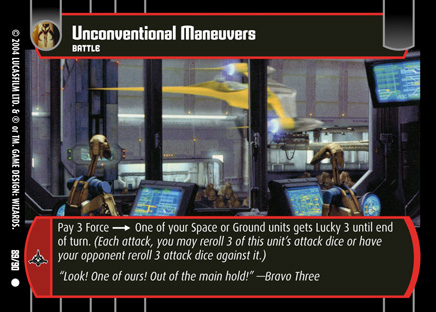 Unconventional Maneuvers
BATTLE
Pay 3 Force → One of your Space or Ground units gets Lucky 3 until end
of turn. (Each attack, you may reroll 3 of this unit's attack dice or have
your opponent reroll 3 attack dice against it.)
"Look! One of ours! Out of the main hold!" —Bravo Three
© 2004 LUCASFILM LTD. & ® or TM. GAME DESIGN: WIZARDS.
89/90